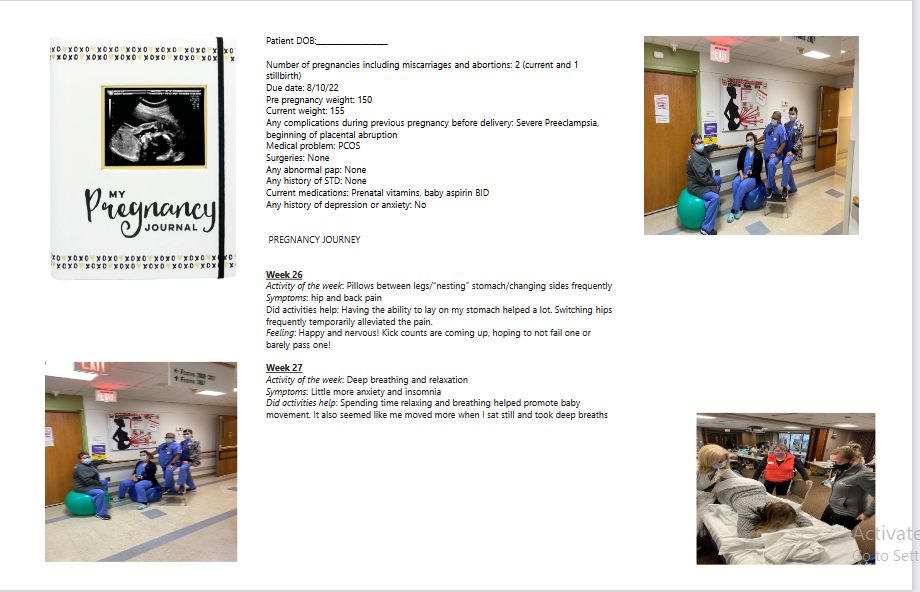 XOXOXOXOXOXOXOXOXOXO
MY
Pregnancy
JOURNAL
XOXOXOXOXOXOXOXOXOXO
XOXOXOXOXOXOXOXOXOXO
Patient DOB:___________________
Number of pregnancies including miscarriages and abortions: 2 (current and 1
stillbirth)
Due date: 8/10/22
Pre pregnancy weight: 150
Current weight: 155
Any complications during previous pregnancy before delivery: Severe Preeclampsia,
beginning of placental abruption
Medical problem: PCOS
Surgeries: None
Any abnormal pap: None
Any history of STD: None
Current medications: Prenatal vitamins, baby aspirin BID
Any history of depression or anxiety: No
PREGNANCY JOURNEY
Week 26
Activity of the week: Pillows between legs/"nesting" stomach/changing sides frequently
Symptoms: hip and back pain
Did activities help: Having the ability to lay on my stomach helped a lot. Switching hips
frequently temporarily alleviated the pain.
Feeling: Happy and nervous! Kick counts are coming up, hoping to not fail one or
barely pass one!
Week 27
Activity of the week: Deep breathing and relaxation
Symptoms: Little more anxiety and insomnia
Did activities help: Spending time relaxing and breathing helped promote baby
movement. It also seemed like me moved more when I sat still and took deep breaths
EXIT
EXIT
EXIT
Activate
Go to Sett